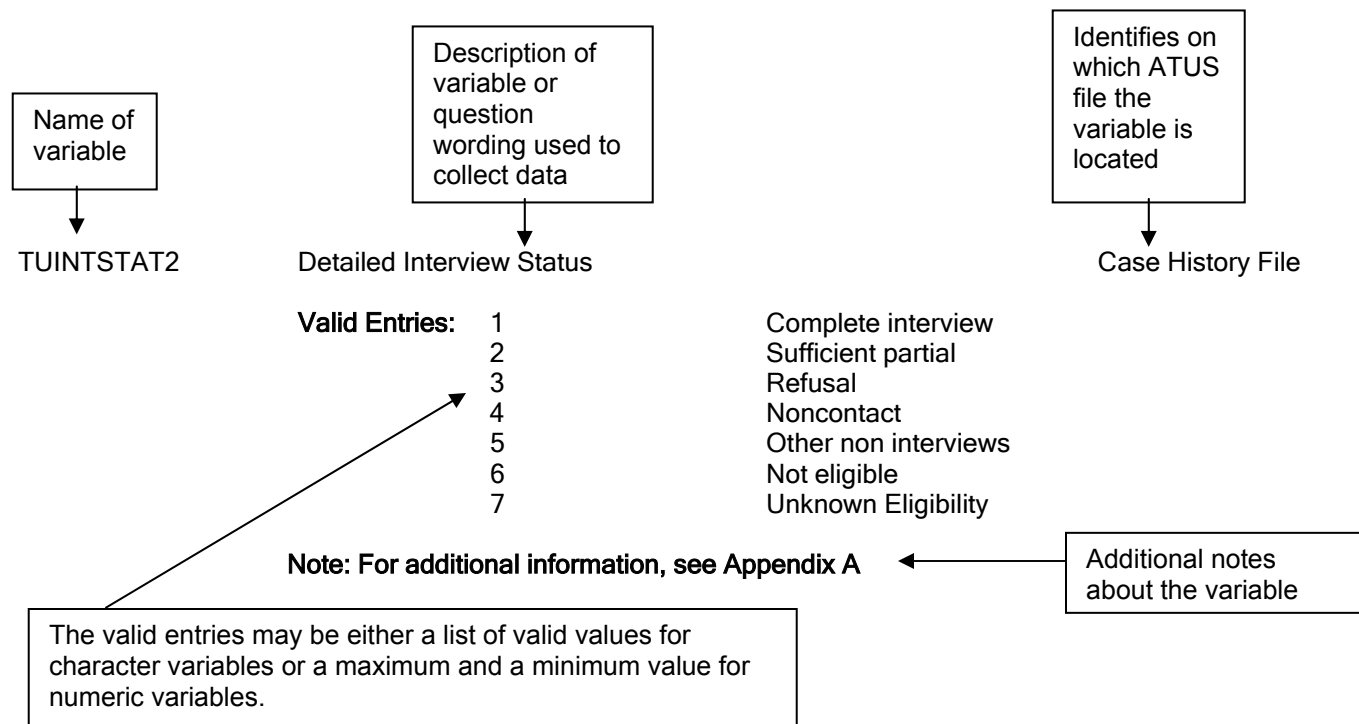 Name of
variable
Description of
variable or
question
wording used to
collect data
Identifies on
which ATUS
file the
variable is
located
TUINTSTAT2 Detailed Interview Status Case History File
Valid Entries: 1 Complete interview
2 Sufficient partial
3 Refusal
4 Noncontact
5 Other non interviews
6 Not eligible
7 Unknown Eligibility
Note: For additional information, see Appendix A
Additional notes
about the variable
The valid entries may be either a list of valid values for
character variables or a maximum and a minimum value for
numeric variables.